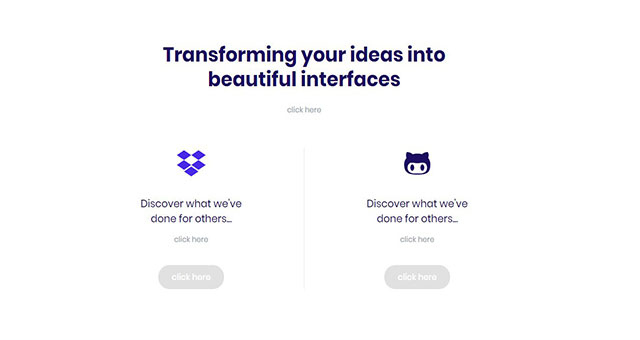 Transforming your ideas into
beautiful interfaces
click here
Discover what we've
done for others...
click here
click here
Discover what we've
done for others...
click here
click here